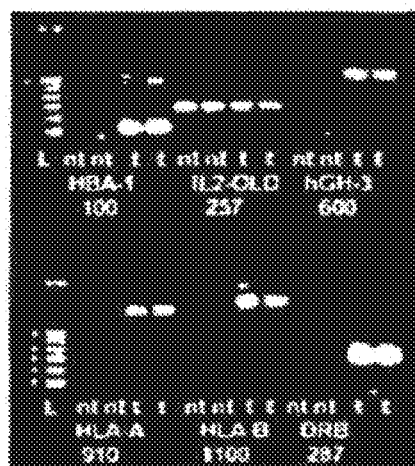 L nt nt t t nt nt t t nt nt t t
HBA-1 IL2-OLD hGH-3
100 257 600
L nt nt t t nt nt t t nt nt t t
HLA A HLA B DRB
910 1100 287